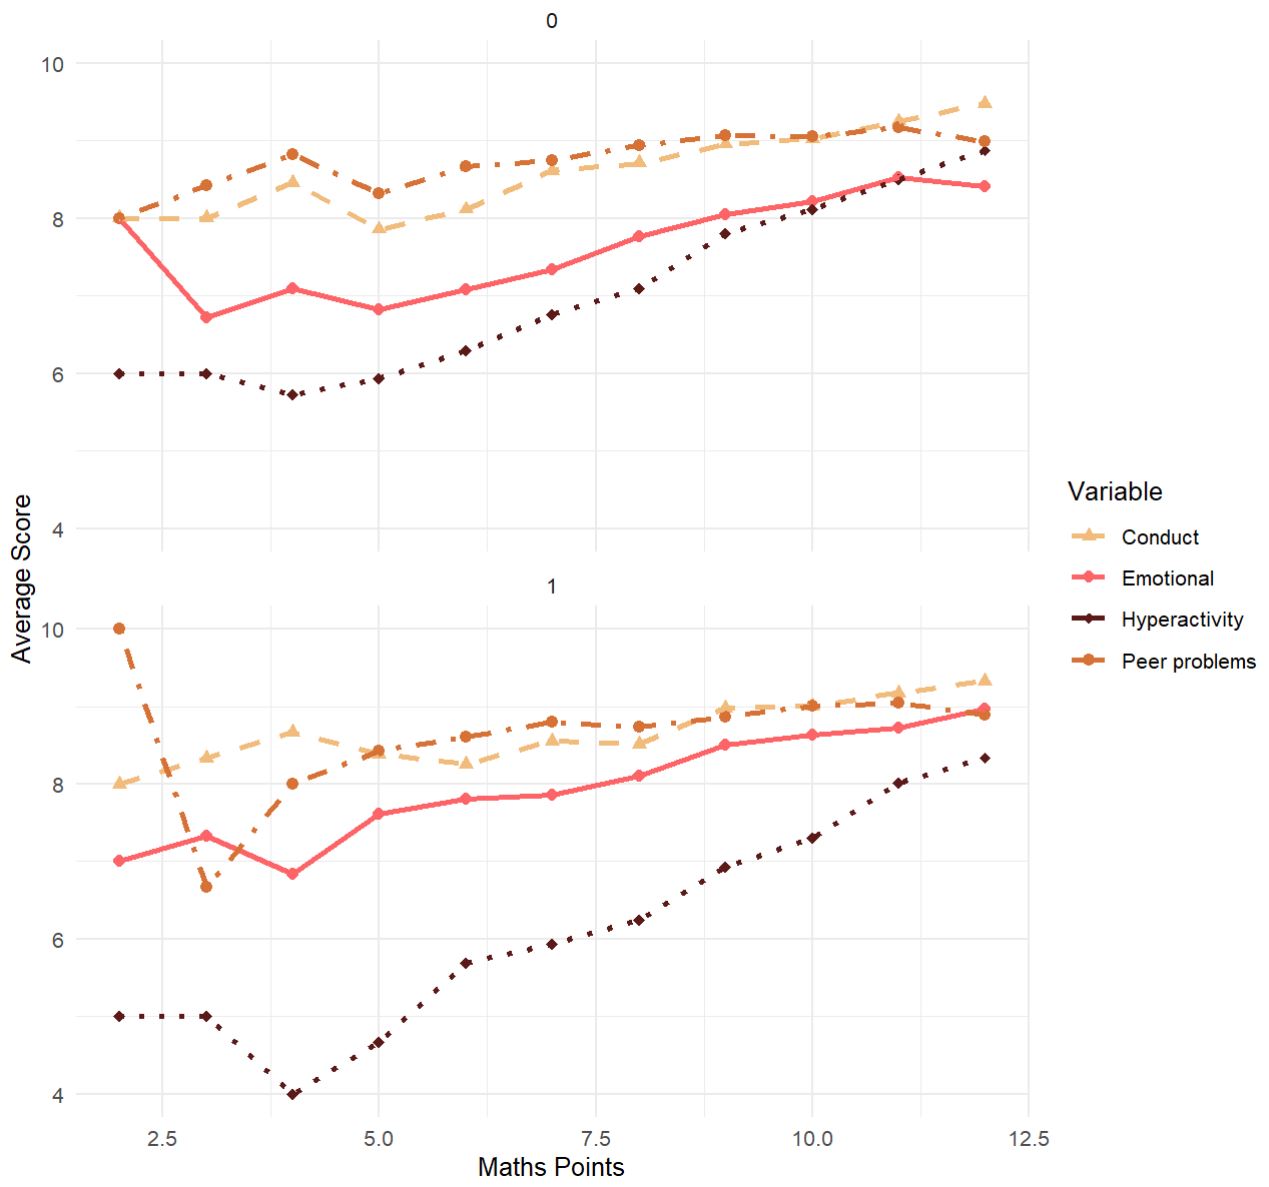 0
10
8
6
4
Average Score
1
10
8
6
4
2.5 5.0 7.5 10.0 12.5
Maths Points
Variable
Conduct
Emotional
Hyperactivity
Peer problems